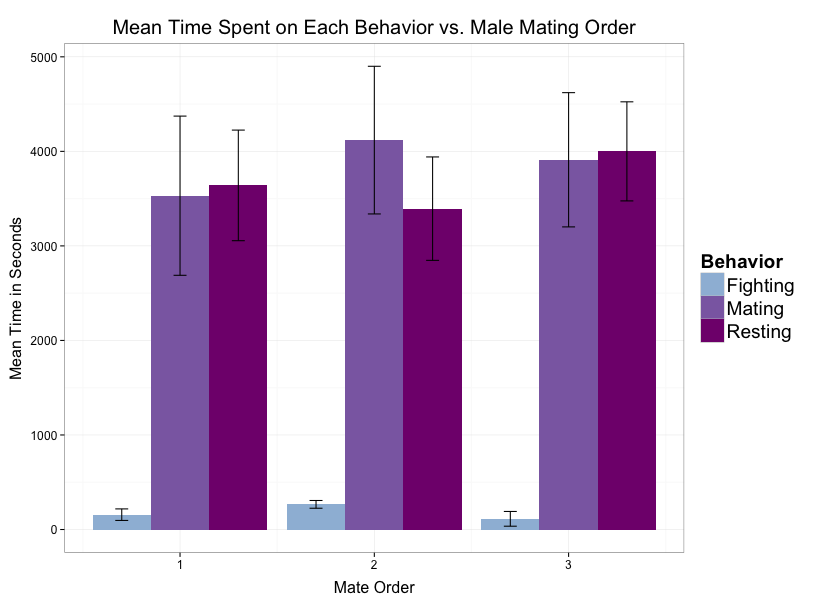 Mean Time Spent on Each Behavior vs. Male Mating Order
Mean Time in Seconds
5000
4000
3000
2000
1000
0
1
2
3
Mate Order
Behavior
Fighting
Mating
Resting